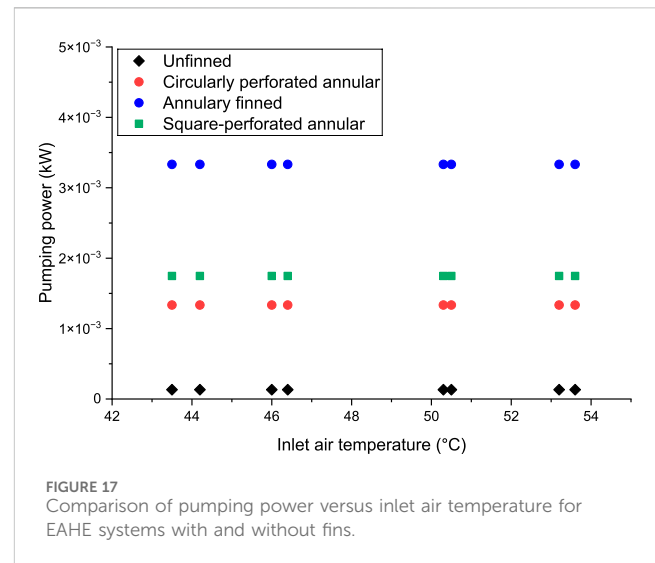 5×10⁻³
4×10⁻³
3×10⁻³
2×10⁻³
1×10⁻³
0
Pumping power (kW)
Unfinned
Circularly perforated annular
Annulary finned
Square-perforated annular
42 44 46 48 50 52 54
Inlet air temperature (°C)
FIGURE 17
Comparison of pumping power versus inlet air temperature for
EAHE systems with and without fins.